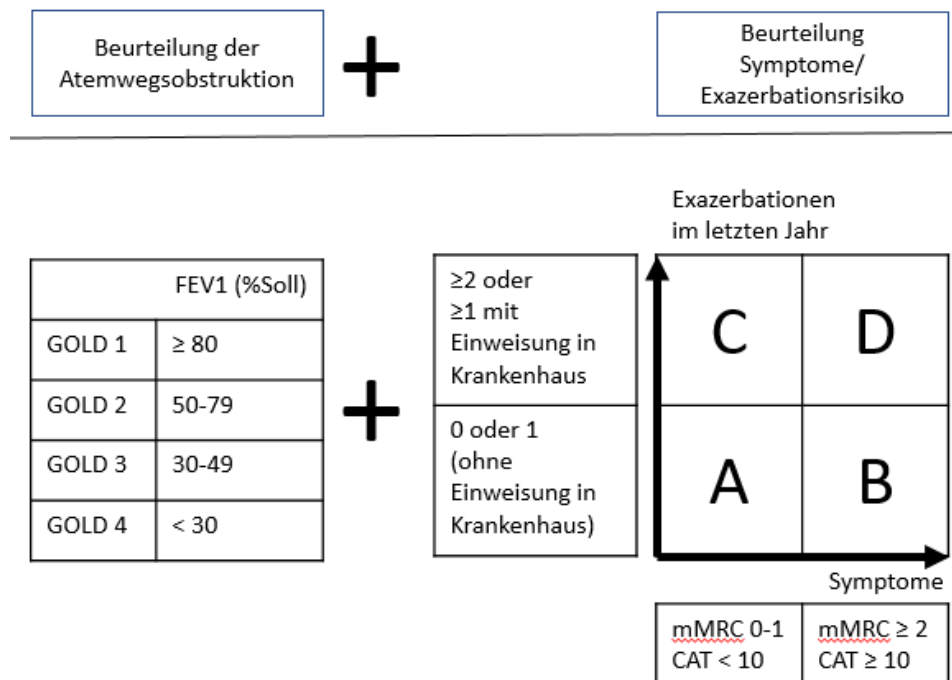 Beurteilung der
Atemwegsobstruktion
+
Beurteilung
Symptome/
Exazerbationsrisiko
Exazerbationen
im letzten Jahr
FEV1 (%Soll)
GOLD 1 ≥ 80
GOLD 2 50-79
GOLD 3 30-49
GOLD 4 < 30
+
≥2 oder
≥1 mit
Einweisung in
Krankenhaus
0 oder 1
(ohne
Einweisung in
Krankenhaus)
C D
A B
Symptome
mMRC 0-1
CAT < 10
mMRC ≥ 2
CAT ≥ 10